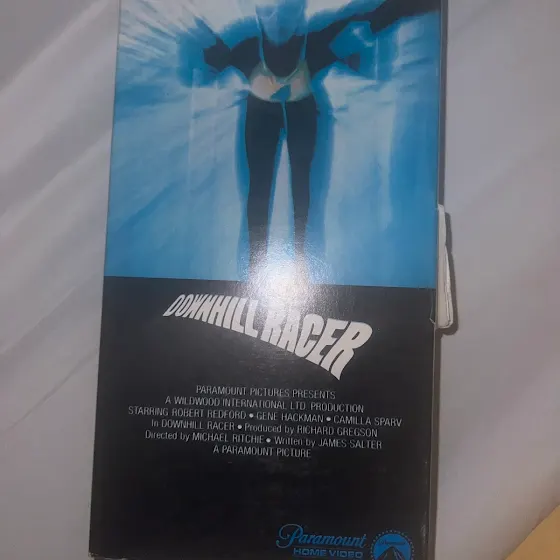 DOWNHILL RACER
PARAMOUNT PICTURES PRESENTS
A WILDWOOD INTERNATIONAL LTD. PRODUCTION
STARRING ROBERT REDFORD • GENE HACKMAN • CAMILLA SPARV
In DOWNHILL RACER • Produced by RICHARD GREGSON
Directed by MICHAEL RITCHIE • Written by JAMES SALTER
A PARAMOUNT PICTURE
Paramount
HOME VIDEO
Paramount